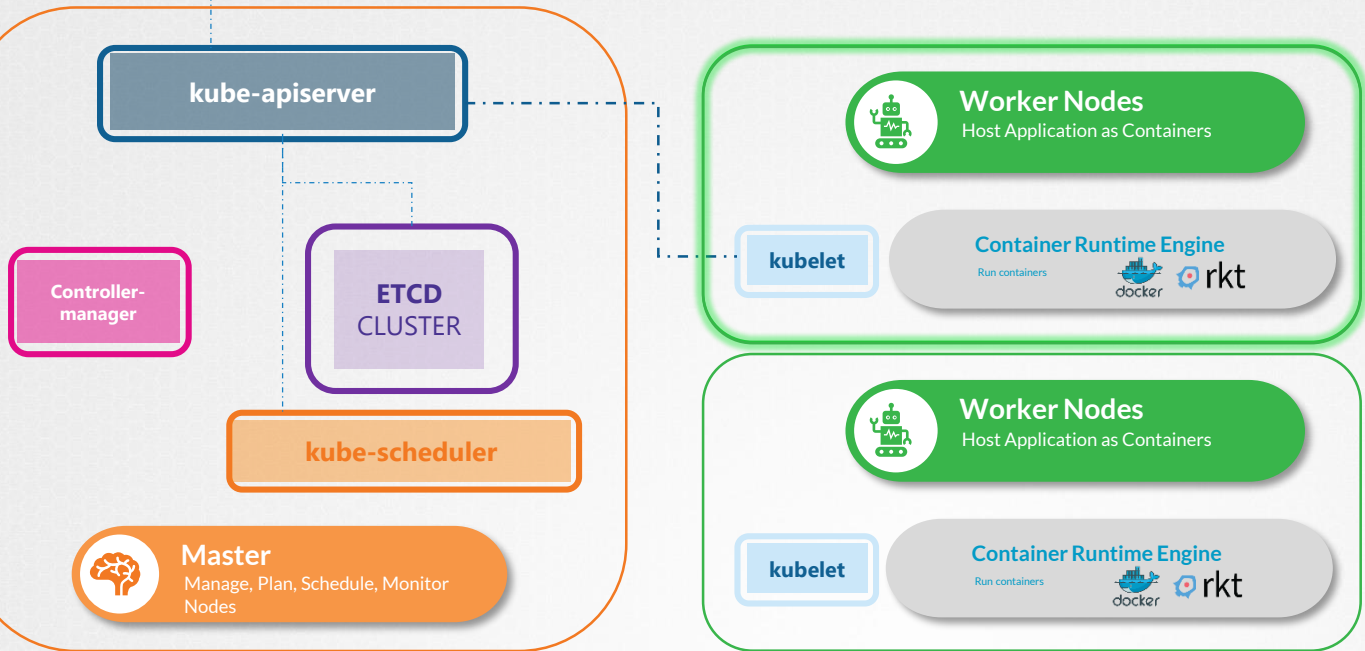 kube-apiserver
Controller-
manager
ETCD
CLUSTER
kube-scheduler
Master
Manage, Plan, Schedule, Monitor
Nodes
Worker Nodes
Host Application as Containers
kubelet
Container Runtime Engine
Run containers
docker
rkt
Worker Nodes
Host Application as Containers
kubelet
Container Runtime Engine
Run containers
docker
rkt